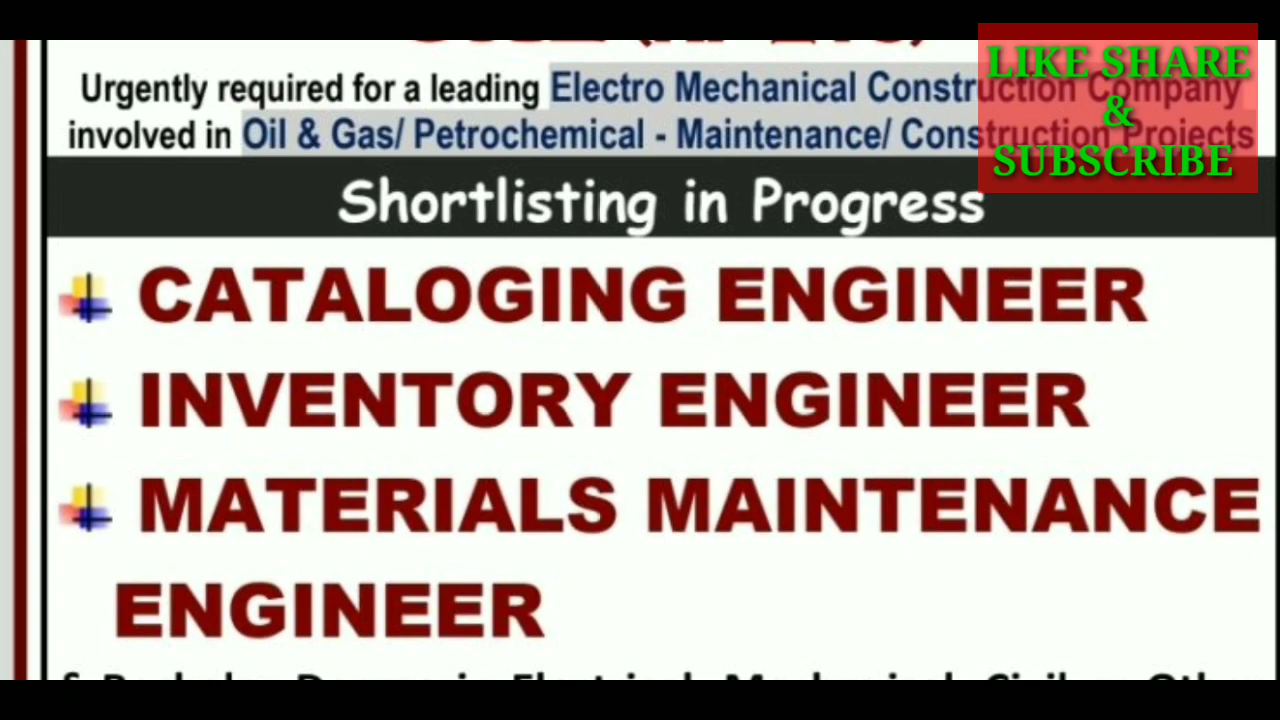 Urgently required for a leading Electro Mechanical Construction Company
involved in Oil & Gas/ Petrochemical - Maintenance/ Construction Projects
LIKE SHARE
&
SUBSCRIBE
Shortlisting in Progress
CATALOGING ENGINEER
INVENTORY ENGINEER
MATERIALS MAINTENANCE
ENGINEER